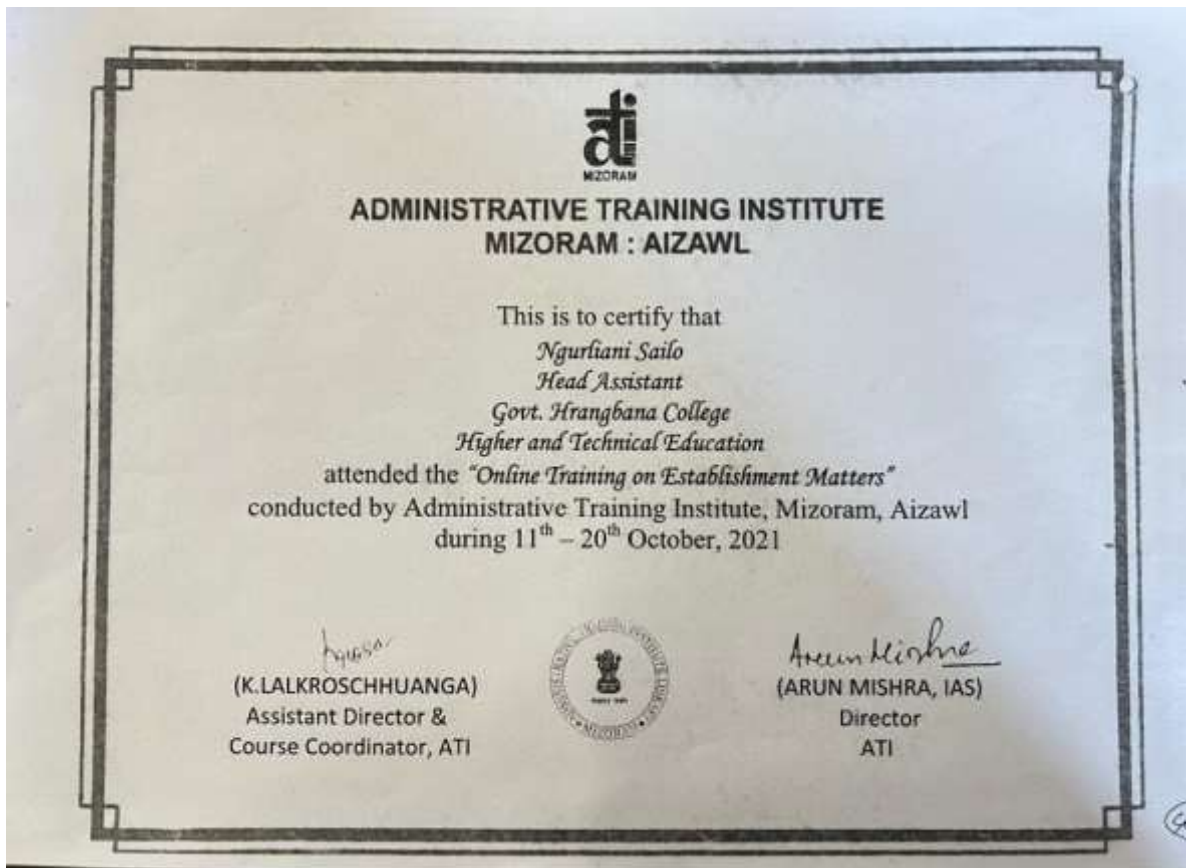 ati
MIZORAM
ADMINISTRATIVE TRAINING INSTITUTE
MIZORAM : AIZAWL
This is to certify that
Ngurliani Sailo
Head Assistant
Govt. Hrangbana College
Higher and Technical Education
attended the "Online Training on Establishment Matters"
conducted by Administrative Training Institute, Mizoram, Aizawl
during 11th – 20th October, 2021
(K.LALKROSCHHUANGA)
Assistant Director &
Course Coordinator, ATI
MIZORAM
Arun Mishra
(ARUN MISHRA, IAS)
Director
ATI